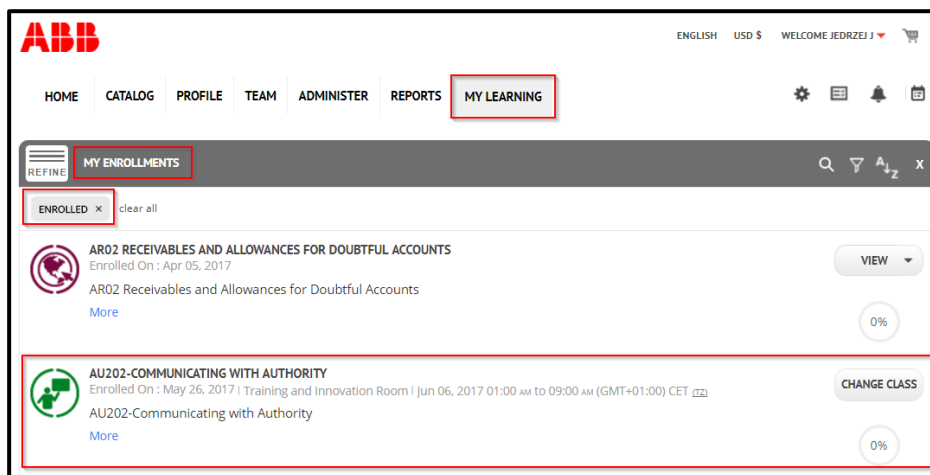 ABB
ENGLISH USD $ WELCOME JEDRZEJ J
HOME CATALOG PROFILE TEAM ADMINISTER REPORTS MY LEARNING
REFINE MY ENROLLMENTS A Z X
ENROLLED × clear all
AR02 RECEIVABLES AND ALLOWANCES FOR DOUBTFUL ACCOUNTS
Enrolled On : Apr 05, 2017
VIEW
AR02 Receivables and Allowances for Doubtful Accounts
More
0%
AU202-COMMUNICATING WITH AUTHORITY
Enrolled On : May 26, 2017 | Training and Innovation Room | Jun 06, 2017 01:00 AM to 09:00 AM (GMT+01:00) CET (TZ)
CHANGE CLASS
AU202-Communicating with Authority
More
0%